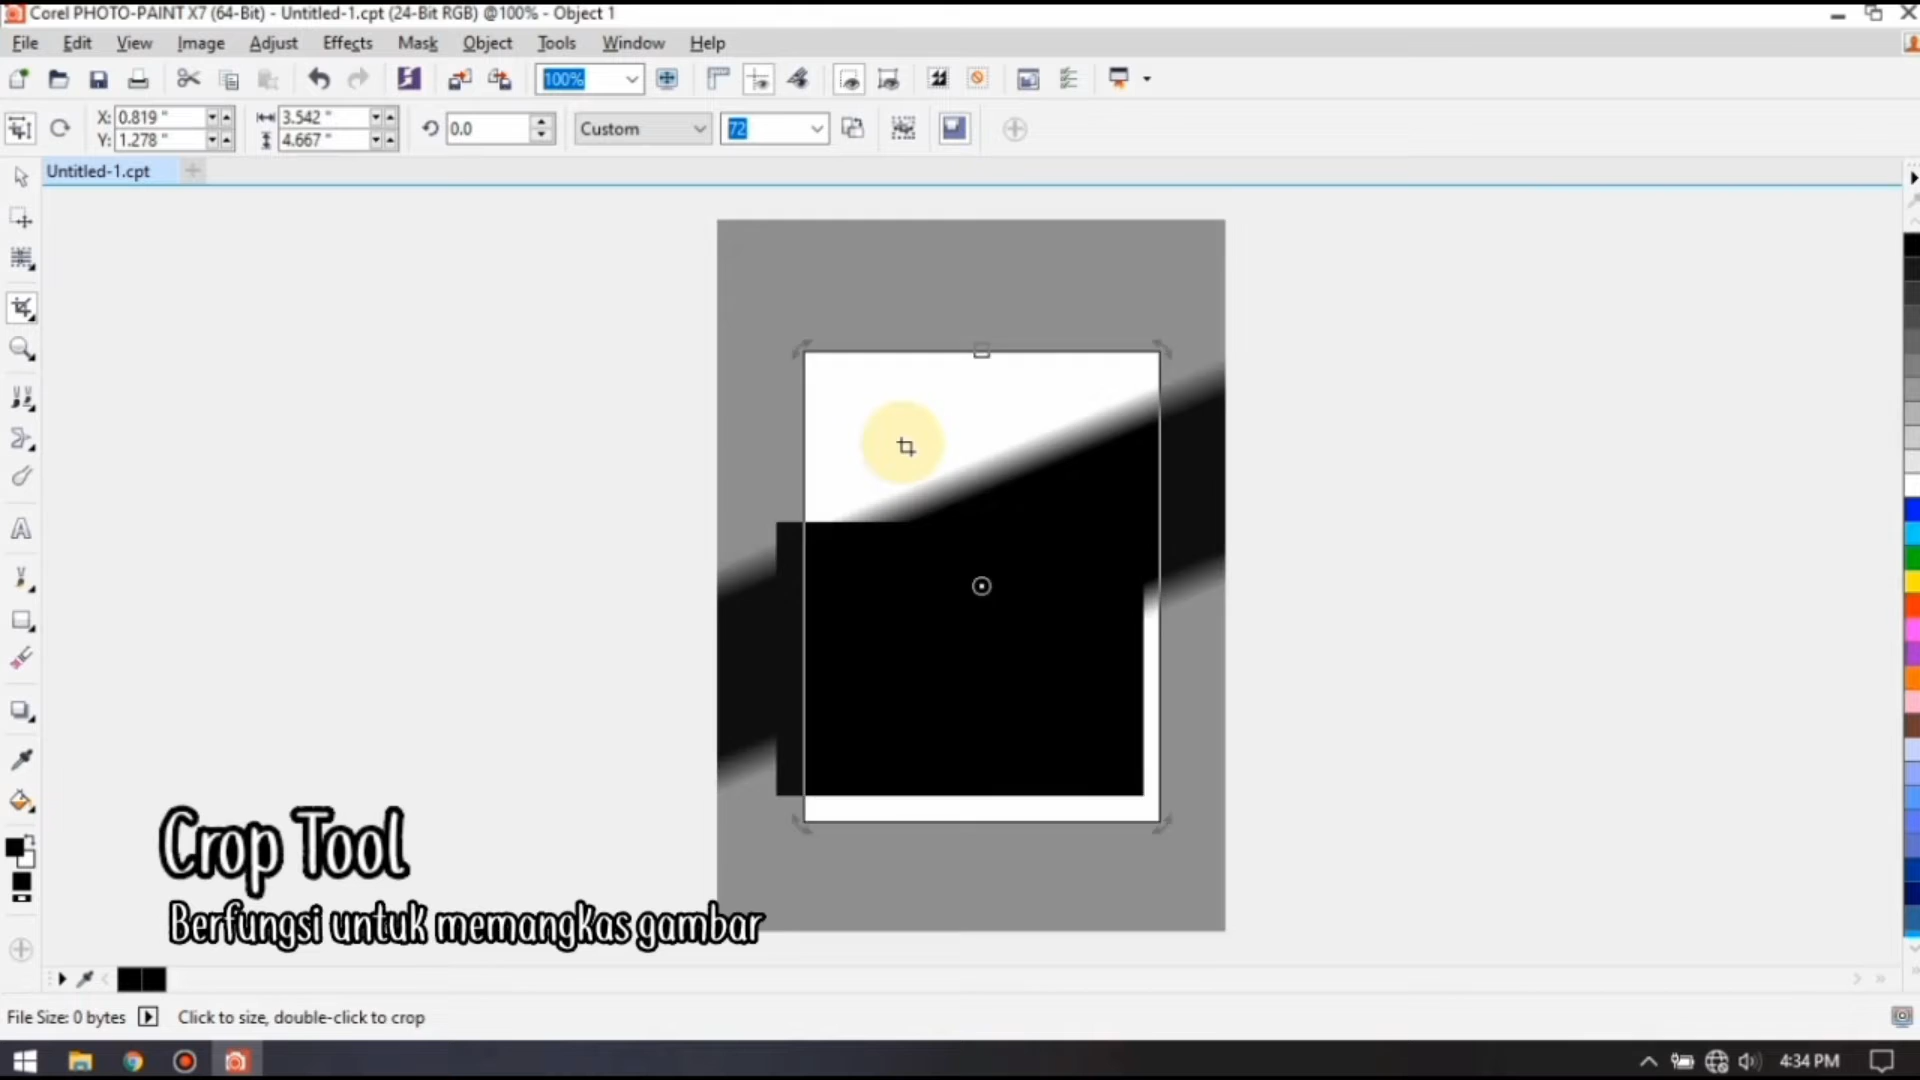 Corel PHOTO-PAINT X7 (64-Bit) - Untitled-1.cpt (24-Bit RGB) @100% - Object 1
File Edit View Image Adjust Effects Mask Object Tools Window Help
100%
X: 0.819 " 3.542 "
Y: 1.278 " 4.667 "
0.0 Custom 72
Untitled-1.cpt
Crop Tool
Berfungsi untuk memangkas gambar
File Size: 0 bytes Click to size, double-click to crop
4:34 PM